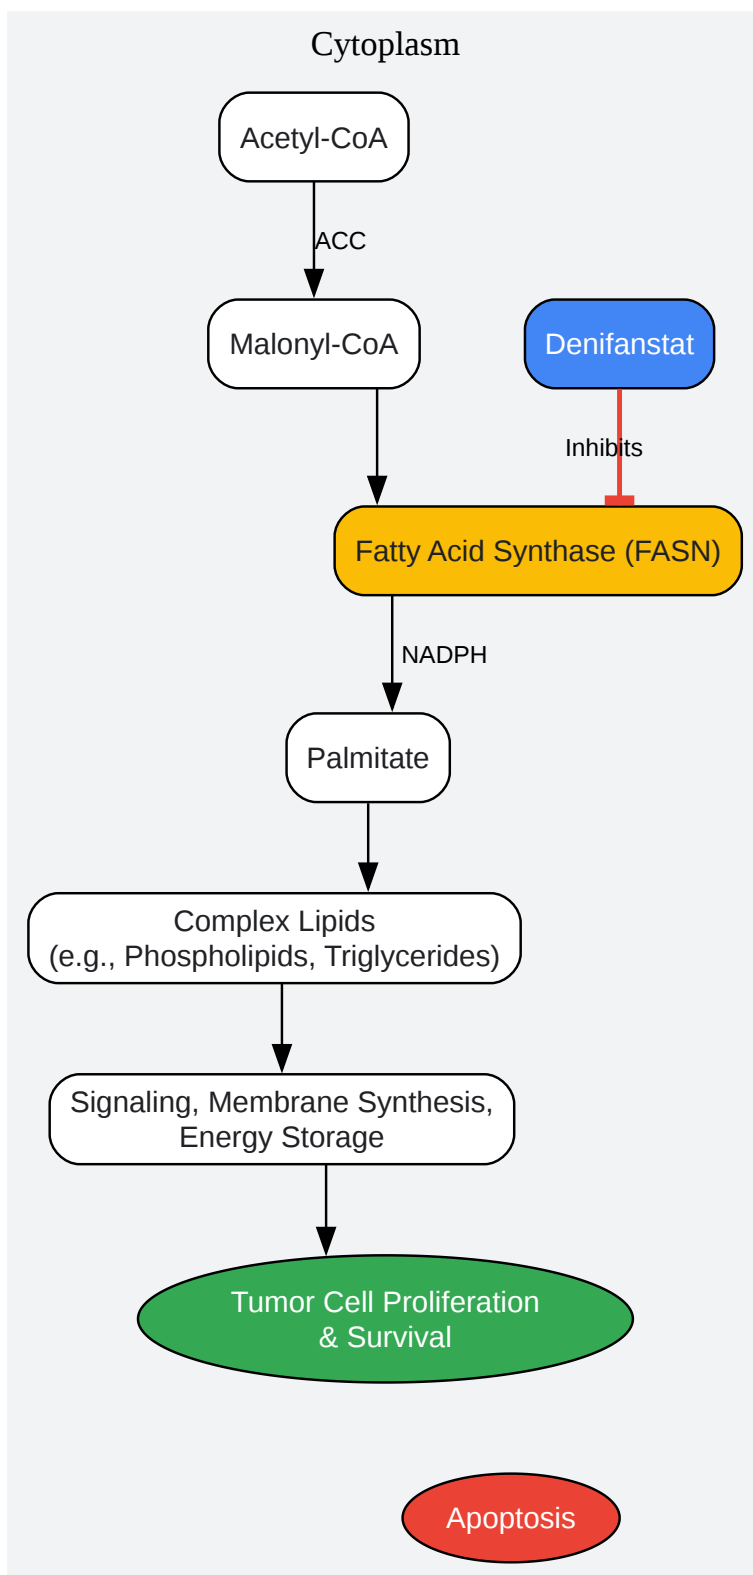 Cytoplasm
Acetyl-CoA
ACC
Malonyl-CoA
Denifanstat
Inhibits
Fatty Acid Synthase (FASN)
NADPH
Palmitate
Complex Lipids
(e.g., Phospholipids, Triglycerides)
Signaling, Membrane Synthesis,
Energy Storage
Tumor Cell Proliferation
& Survival
Apoptosis